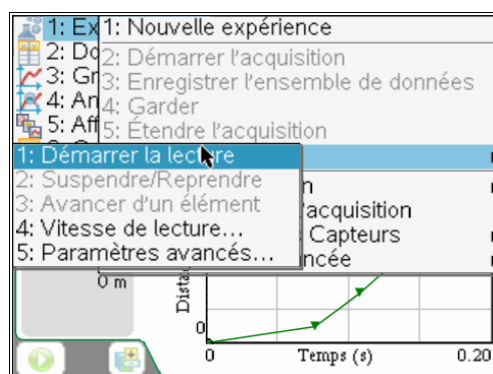 1: Ex
2: Do
3: Gr
4: An
5: Aff
1: Nouvelle expérience
2: Démarrer l'acquisition
3: Enregistrer l'ensemble de données
4: Garder
5: Étendre l'acquisition
1: Démarrer la lecture
2: Suspendre/Reprendre
3: Avancer d'un élément
4: Vitesse de lecture...
5: Paramètres avancés...
n
'acquisition
Capteurs
ncée
0 m
Dista
0
0
Temps (s)
0.20